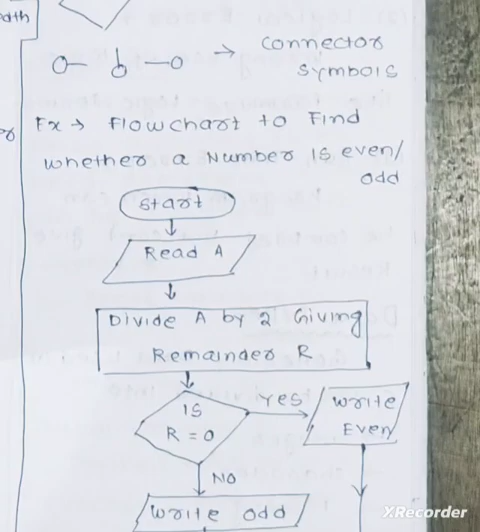 → Connector
Symbols
Ex → Flowchart to Find
whether a Number is even/
odd
Start
Read A
Divide A by 2 Giving
Remainder R
Is
R = 0
Yes
Write
Even
No
Write odd
XRecorder